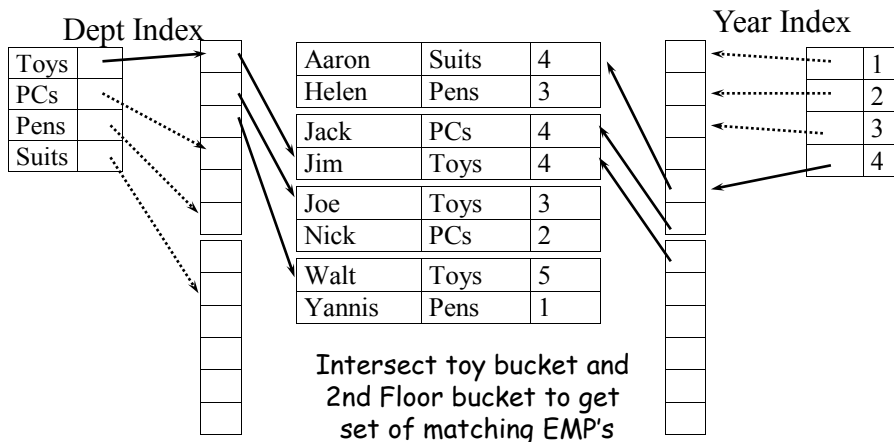 Dept Index
Year Index
Toys
PCs
Pens
Suits
Aaron Suits 4
Helen Pens 3
Jack PCs 4
Jim Toys 4
Joe Toys 3
Nick PCs 2
Walt Toys 5
Yannis Pens 1
1
2
3
4
Intersect toy bucket and
2nd Floor bucket to get
set of matching EMP's